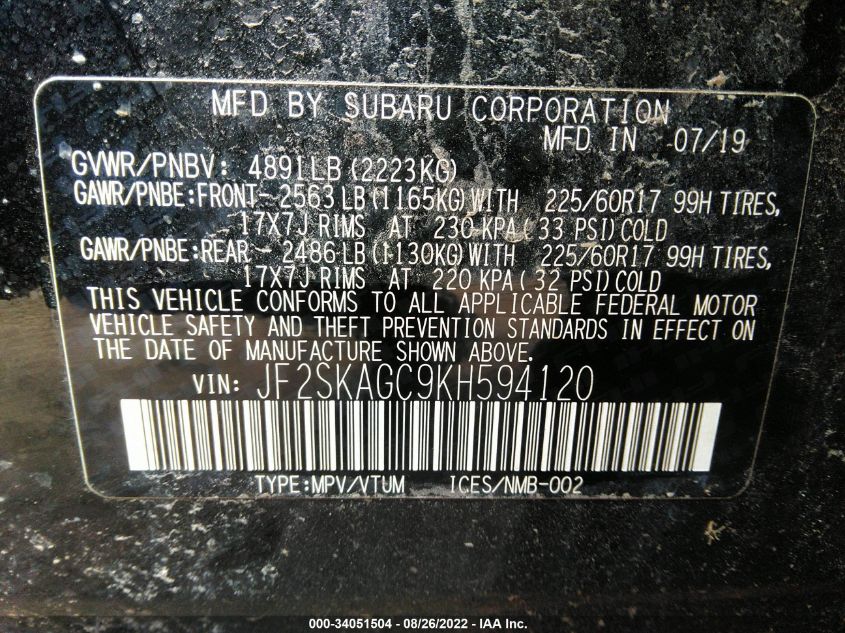 MFD BY SUBARU CORPORATION
MFD IN 07/19
GVWR/PNBV: 4891LB (2223KG)
GAWR/PNBE:FRONT-2563LB(1165KG)WITH 225/60R17 99H TIRES,
17X7J RIMS AT 230 KPA( 33 PSI)COLD
GAWR/PNBE:REAR -2486LB(1130KG)WITH 225/60R17 99H TIRES,
17X7J RIMS AT 220 KPA( 32 PSI)COLD
THIS VEHICLE CONFORMS TO ALL APPLICABLE FEDERAL MOTOR
VEHICLE SAFETY AND THEFT PREVENTION STANDARDS IN EFFECT ON
THE DATE OF MANUFACTURE SHOWN ABOVE.
VIN: JF2SKAGC9KH594120
TYPE:MPV/VTUM ICES/NMB-002
000-34051504 - 08/26/2022 - IAA Inc.